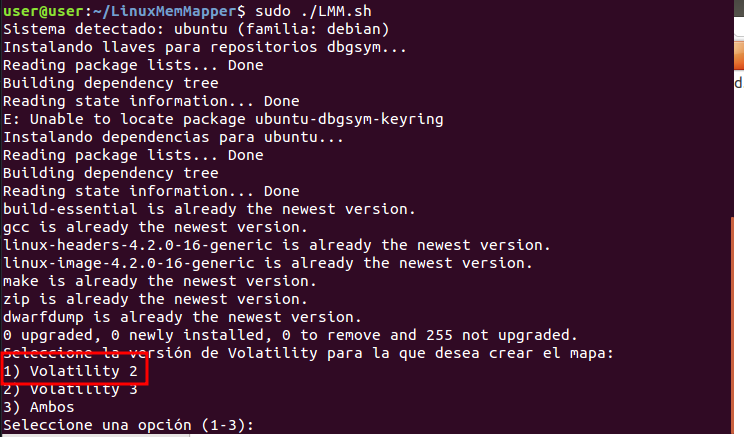 user@user:~/LinuxMemMapper$ sudo ./LMM.sh
Sistema detectado: ubuntu (familia: debian)
Instalando llaves para repositorios dbgsym...
Reading package lists... Done
Building dependency tree
Reading state information... Done
E: Unable to locate package ubuntu-dbgsym-keyring
Instalando dependencias para ubuntu...
Reading package lists... Done
Building dependency tree
Reading state information... Done
build-essential is already the newest version.
gcc is already the newest version.
linux-headers-4.2.0-16-generic is already the newest version.
linux-image-4.2.0-16-generic is already the newest version.
make is already the newest version.
zip is already the newest version.
dwarfdump is already the newest version.
0 upgraded, 0 newly installed, 0 to remove and 255 not upgraded.
Seleccione la versión de Volatility para la que desea crear el mapa:
1) Volatility 2
2) Volatility 3
3) Ambos
Seleccione una opción (1-3):